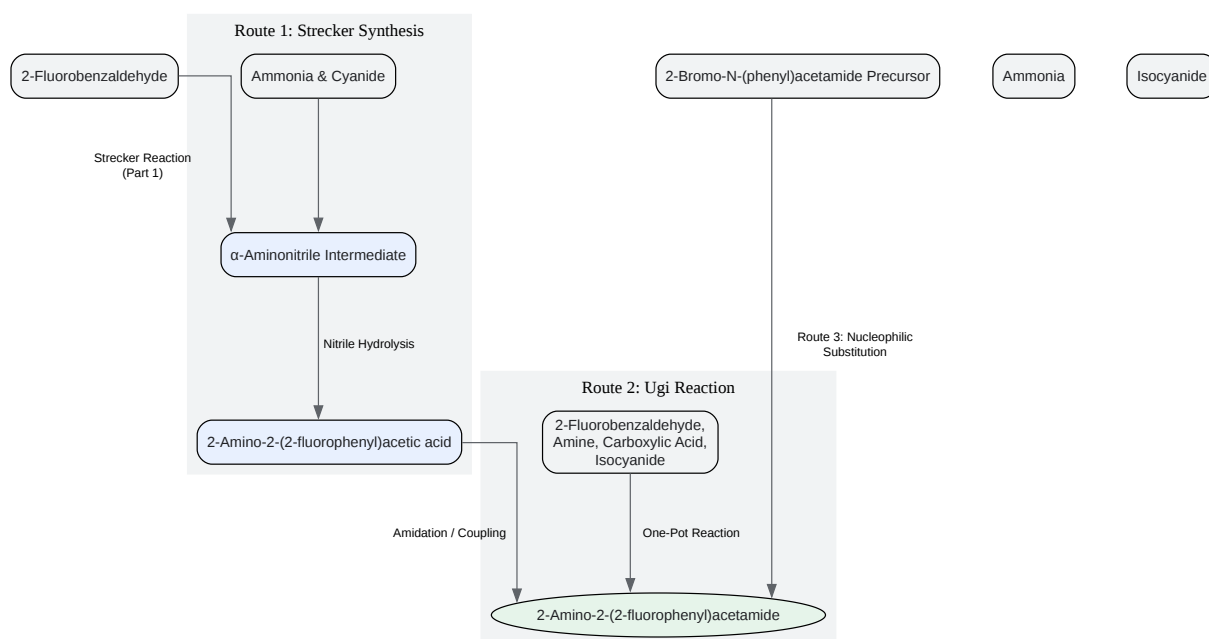 Route 1: Strecker Synthesis
2-Fluorobenzaldehyde
Ammonia & Cyanide
2-Bromo-N-(phenyl)acetamide Precursor
Ammonia
Isocyanide
Strecker Reaction
(Part 1)
α-Aminonitrile Intermediate
Nitrile Hydrolysis
Route 3: Nucleophilic
Substitution
Route 2: Ugi Reaction
2-Amino-2-(2-fluorophenyl)acetic acid
2-Fluorobenzaldehyde,
Amine, Carboxylic Acid,
Isocyanide
Amidation / Coupling
One-Pot Reaction
2-Amino-2-(2-fluorophenyl)acetamide